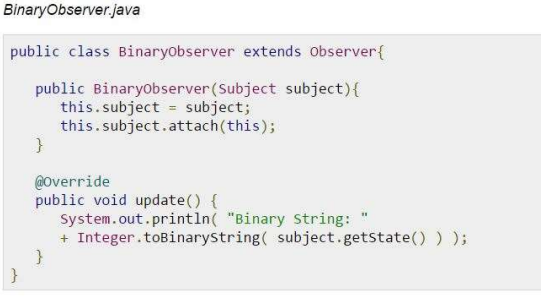 BinaryObserver.java
public class BinaryObserver extends Observer{
public BinaryObserver(Subject subject){
this.subject = subject;
this.subject.attach(this);
}
@Override
public void update() {
System.out.println( "Binary String: "
+ Integer.toBinaryString( subject.getState() ) );
}
}